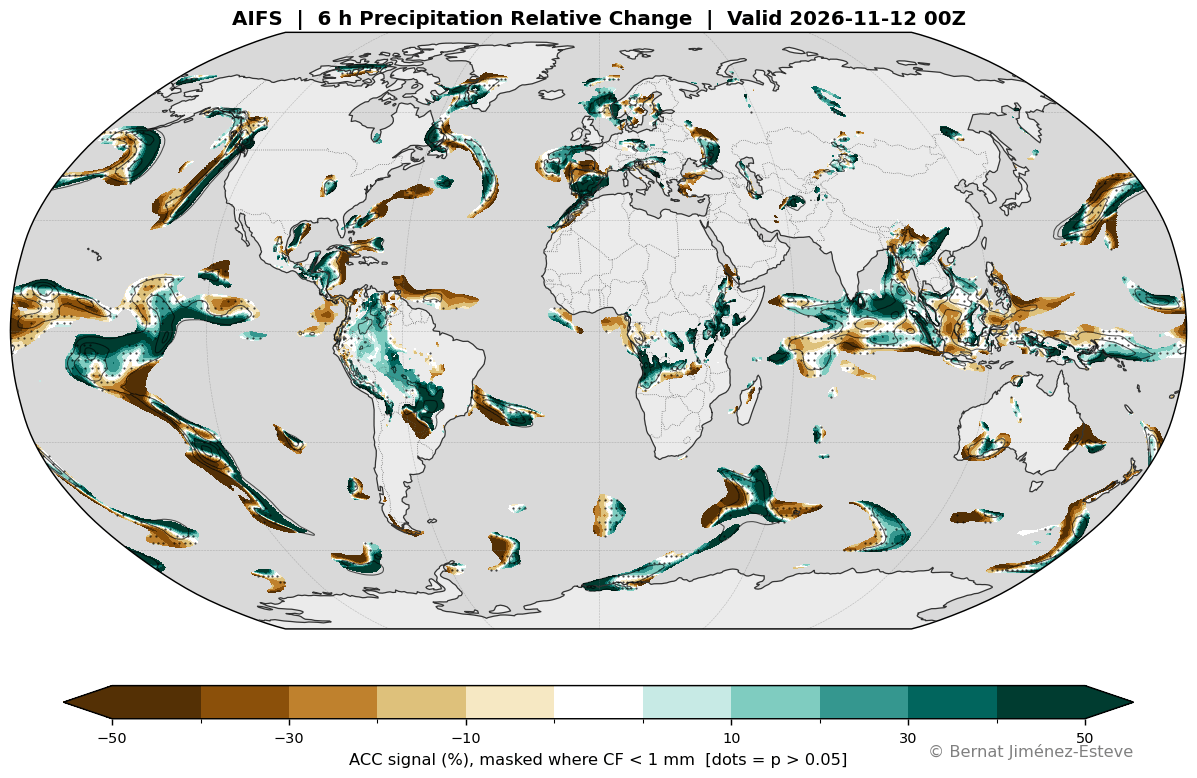 AIFS | 6 h Precipitation Relative Change | Valid 2026-11-12 00Z
−50 −30 −10 10 30 50
© Bernat Jiménez-Esteve
ACC signal (%), masked where CF < 1 mm [dots = p > 0.05]